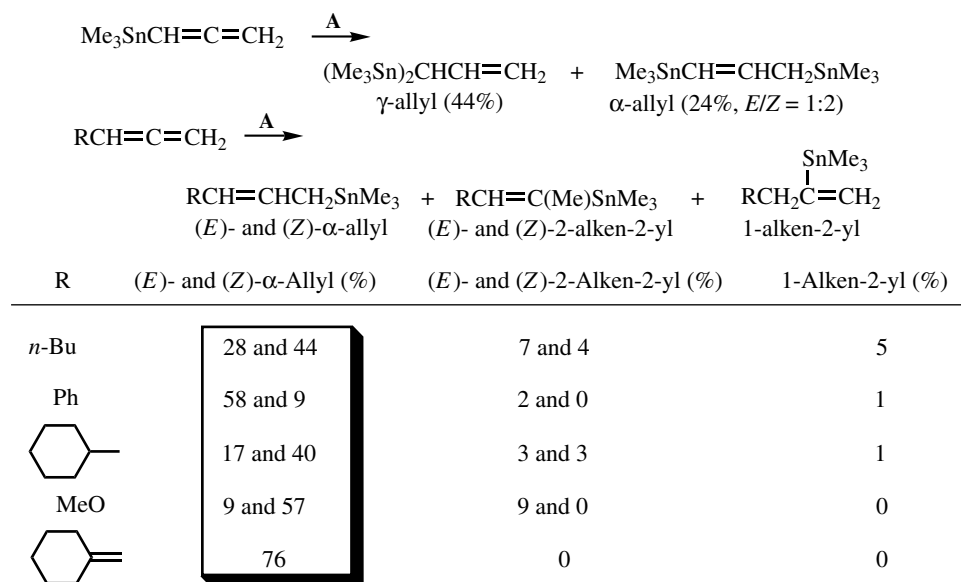 Me₃SnCH=C=CH₂ A
(Me₃Sn)₂CHCH=CH₂ + Me₃SnCH=CHCH₂SnMe₃
γ-allyl (44%) α-allyl (24%, E/Z = 1:2)
RCH=C=CH₂ A
SnMe₃
RCH=CHCH₂SnMe₃ + RCH=C(Me)SnMe₃ + RCH₂C=CH₂
(E)- and (Z)-α-allyl (E)- and (Z)-2-alken-2-yl 1-alken-2-yl
R (E)- and (Z)-α-Allyl (%) (E)- and (Z)-2-Alken-2-yl (%) 1-Alken-2-yl (%)
n-Bu 28 and 44 7 and 4 5
Ph 58 and 9 2 and 0 1
17 and 40 3 and 3 1
MeO 9 and 57 9 and 0 0
76 0 0